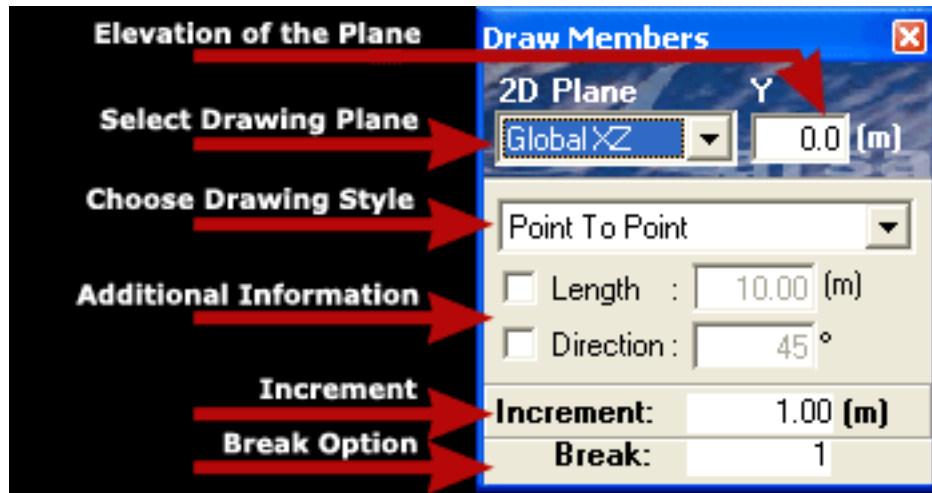 Elevation of the Plane
Draw Members
2D Plane Y
Select Drawing Plane
Global XZ 0.0 (m)
Choose Drawing Style
Point To Point
Additional Information
Length : 10.00 (m)
Direction : 45 °
Increment
Increment: 1.00 (m)
Break Option
Break: 1